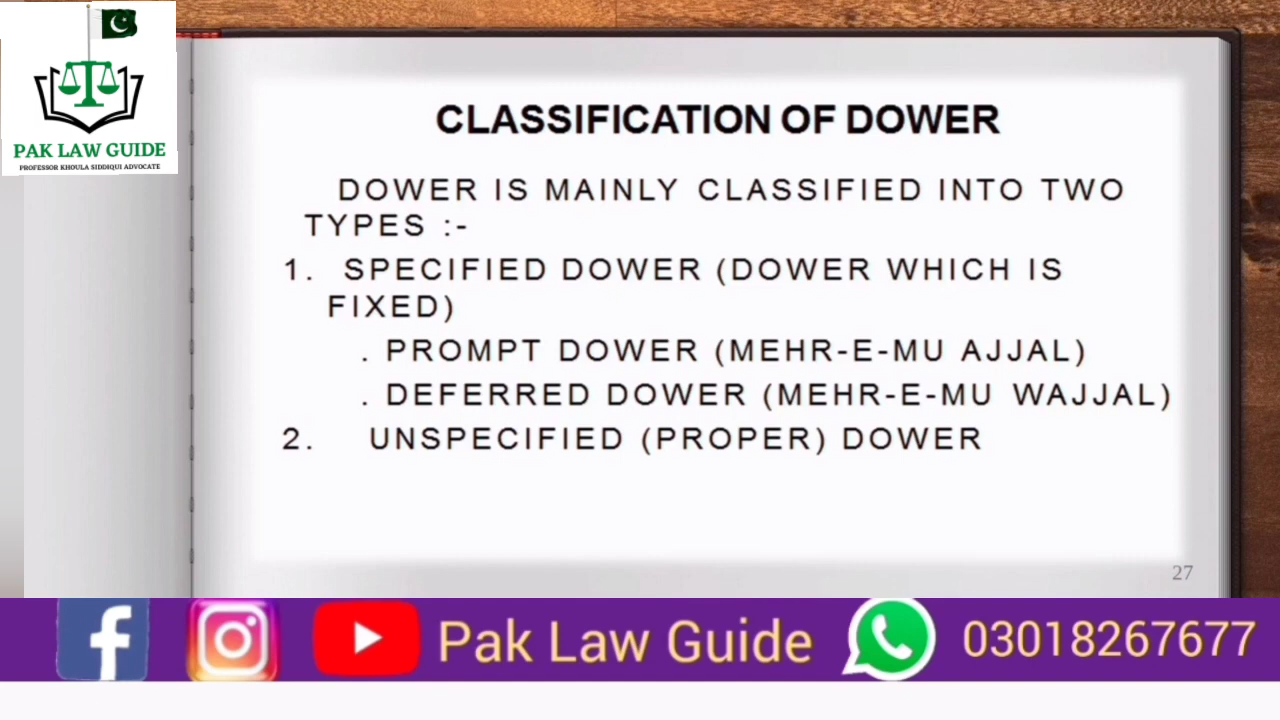 PAK LAW GUIDE
PROFESSOR KHOULA SIDDIQUI ADVOCATE
CLASSIFICATION OF DOWER
DOWER IS MAINLY CLASSIFIED INTO TWO
TYPES :-
1. SPECIFIED DOWER (DOWER WHICH IS
FIXED)
. PROMPT DOWER (MEHR-E-MU AJJAL)
. DEFERRED DOWER (MEHR-E-MU WAJJAL)
2. UNSPECIFIED (PROPER) DOWER
27
Pak Law Guide 03018267677